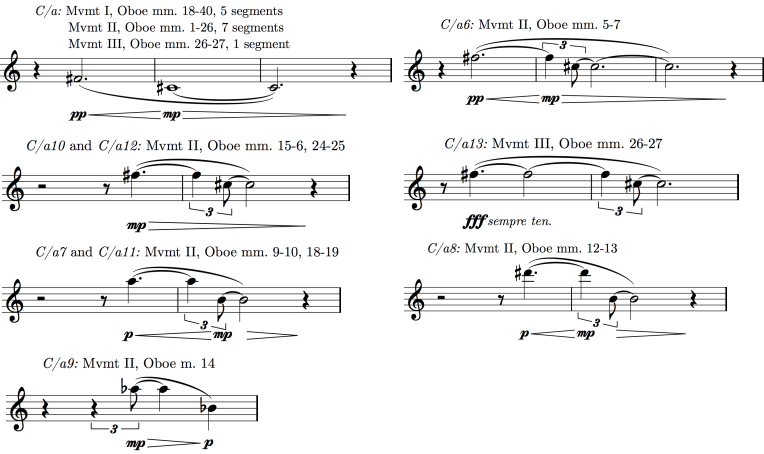 C/a: Mvmt I, Oboe mm. 18-40, 5 segments
Mvmt II, Oboe mm. 1-26, 7 segments
Mvmt III, Oboe mm. 26-27, 1 segment
pp mp
C/a6: Mvmt II, Oboe mm. 5-7
3
pp mp
C/a10 and C/a12: Mvmt II, Oboe mm. 15-6, 24-25
3
mp
C/a13: Mvmt III, Oboe mm. 26-27
3
fff sempre ten.
C/a7 and C/a11: Mvmt II, Oboe mm. 9-10, 18-19
3
p mp
C/a8: Mvmt II, Oboe mm. 12-13
3
p mp
C/a9: Mvmt II, Oboe m. 14
3
mp p